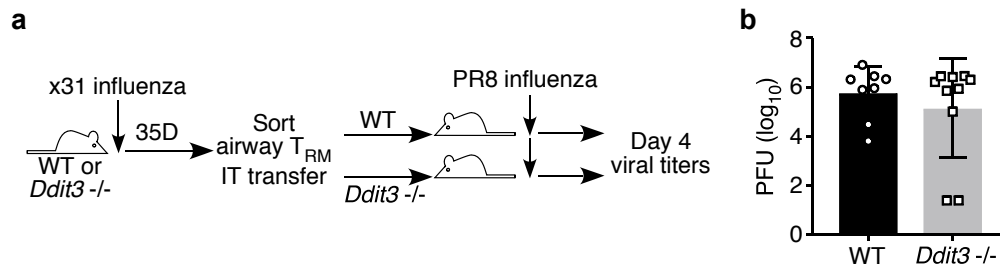 a
x31 influenza
35D
WT or
Ddit3 -/-
Sort
airway TRM
IT transfer
WT
Ddit3 -/-
PR8 influenza
Day 4
viral titers
b
PFU (log10)
8
6
4
2
0
WT
Ddit3 -/-